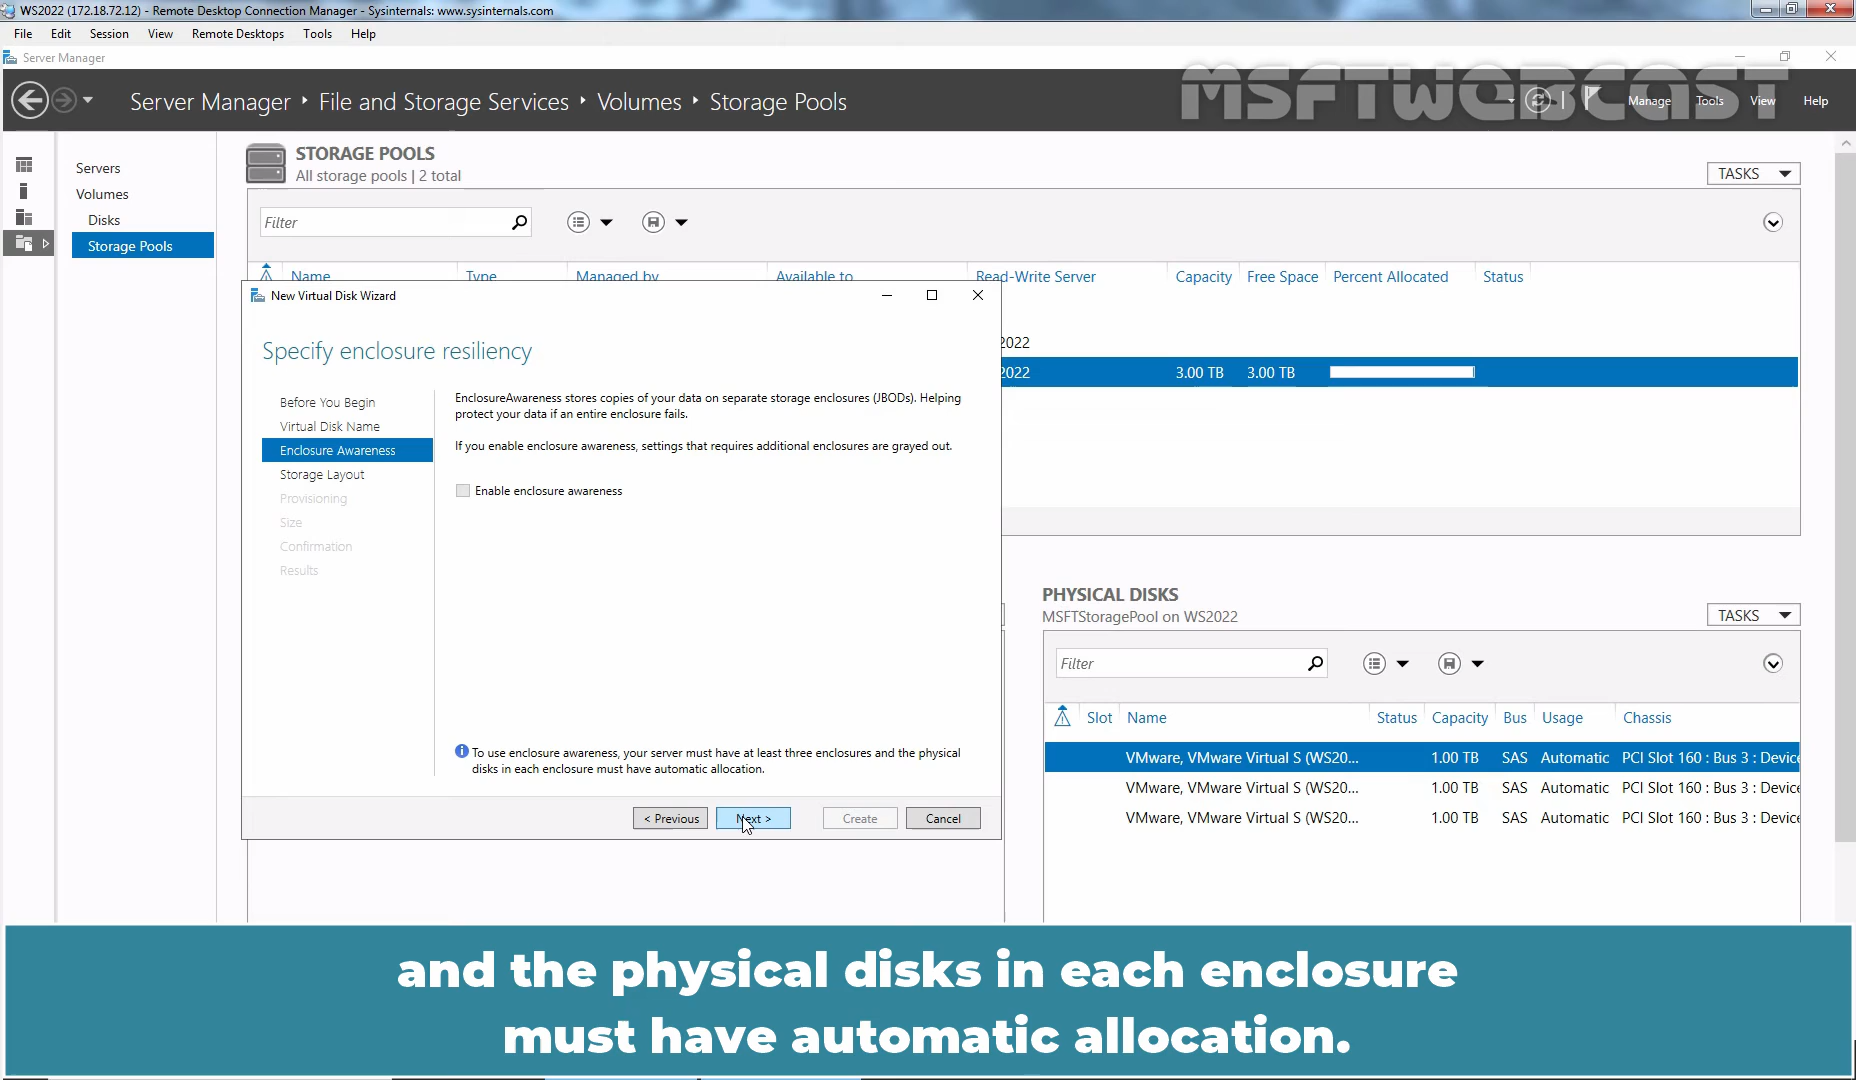 WS2022 (172.18.72.12) - Remote Desktop Connection Manager - Sysinternals: www.sysinternals.com
File Edit Session View Remote Desktops Tools Help
Server Manager
Server Manager File and Storage Services Volumes Storage Pools
MSFTWEBCAST
Manage Tools View Help
Servers
Volumes
Disks
Storage Pools
STORAGE POOLS
All storage pools | 2 total
TASKS
Filter
Name Type Managed by Available to Read-Write Server Capacity Free Space Percent Allocated Status
2022
2022 3.00 TB 3.00 TB
New Virtual Disk Wizard
Specify enclosure resiliency
Before You Begin
Virtual Disk Name
Enclosure Awareness
Storage Layout
Provisioning
Size
Confirmation
Results
EnclosureAwareness stores copies of your data on separate storage enclosures (JBODs). Helping
protect your data if an entire enclosure fails.
If you enable enclosure awareness, settings that requires additional enclosures are grayed out.
Enable enclosure awareness
To use enclosure awareness, your server must have at least three enclosures and the physical
disks in each enclosure must have automatic allocation.
< Previous Next > Create Cancel
PHYSICAL DISKS
MSFTStoragePool on WS2022
TASKS
Filter
Slot Name Status Capacity Bus Usage Chassis
VMware, VMware Virtual S (WS20... 1.00 TB SAS Automatic PCI Slot 160 : Bus 3 : Device
VMware, VMware Virtual S (WS20... 1.00 TB SAS Automatic PCI Slot 160 : Bus 3 : Device
VMware, VMware Virtual S (WS20... 1.00 TB SAS Automatic PCI Slot 160 : Bus 3 : Device
and the physical disks in each enclosure
must have automatic allocation.